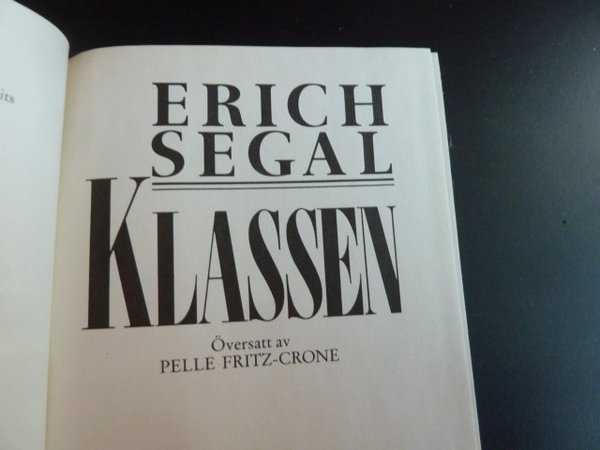 ERICH
SEGAL
KLASSEN
Översatt av
PELLE FRITZ-CRONE